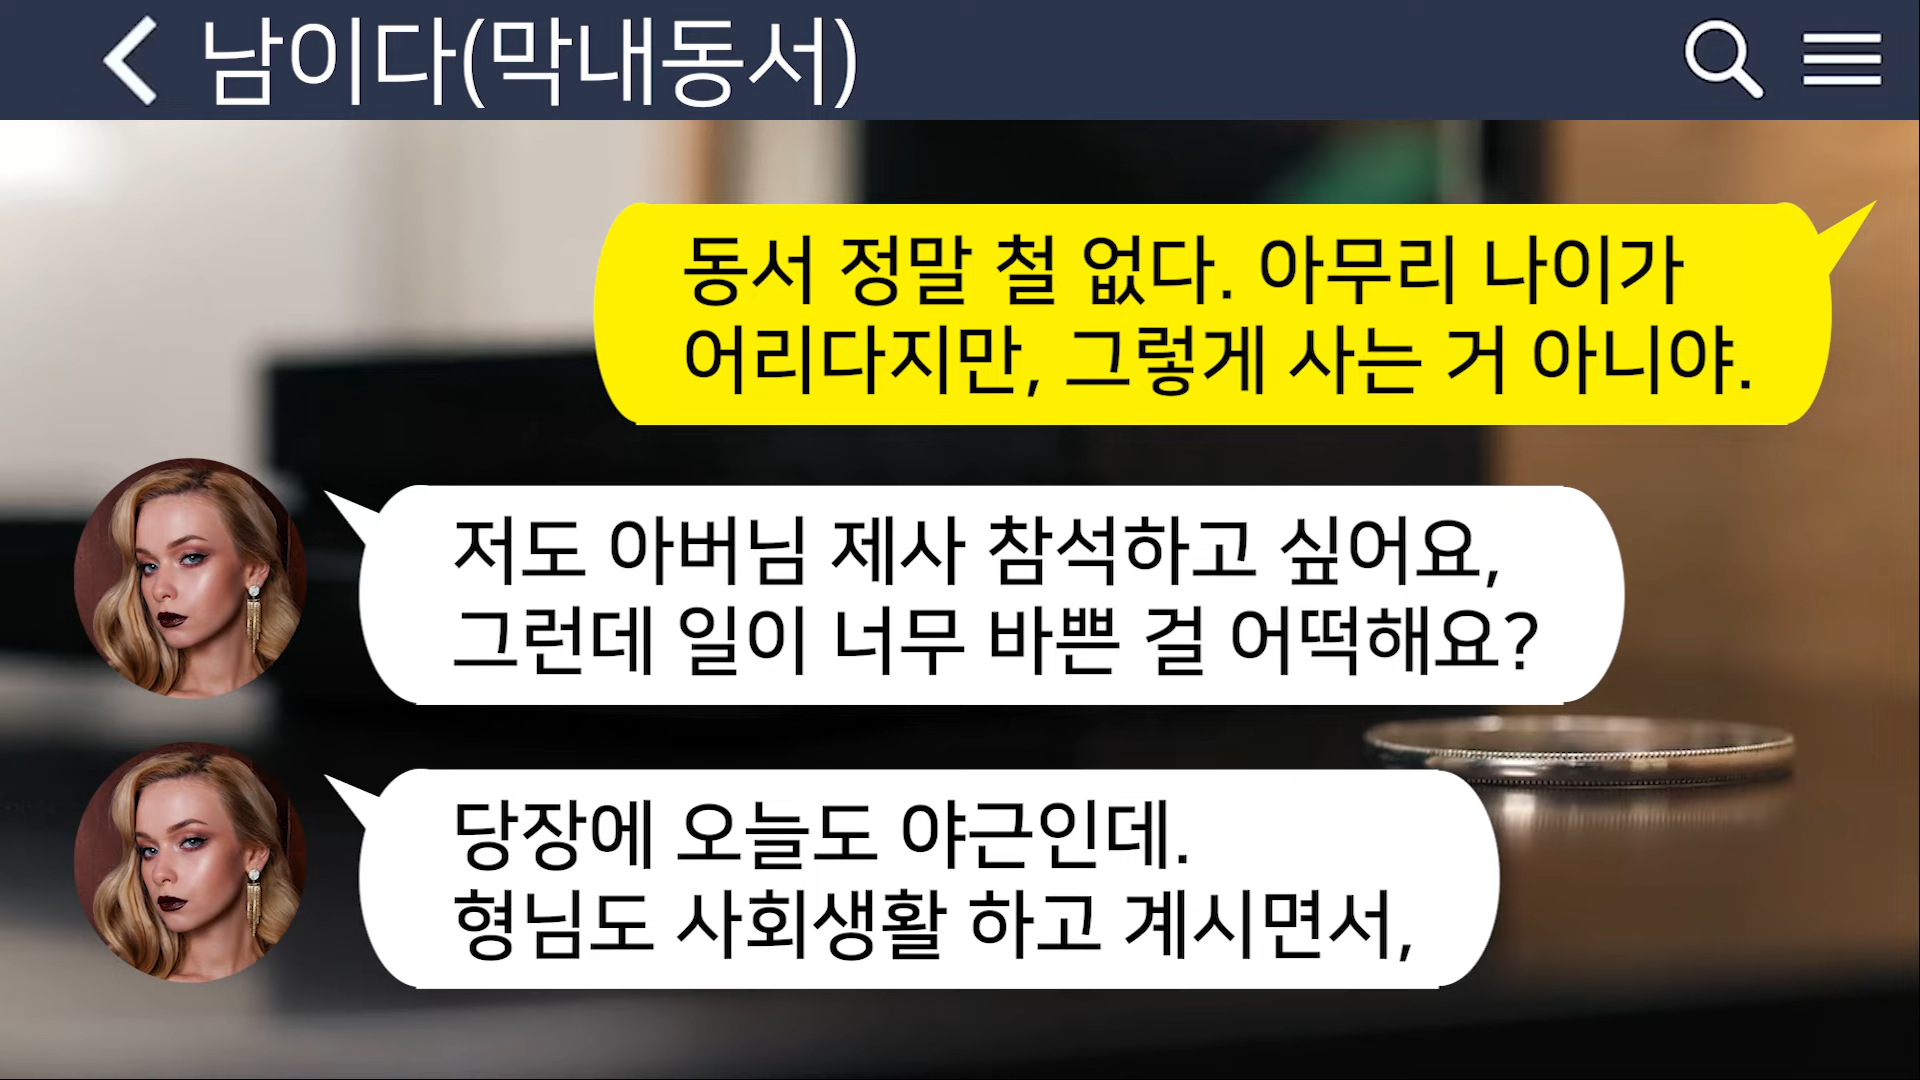 남이다(막내동서)
동서 정말 철 없다. 아무리 나이가
어리다지만, 그렇게 사는 거 아니야.
저도 아버님 제사 참석하고 싶어요,
그런데 일이 너무 바쁜 걸 어떡해요?
당장에 오늘도 야근인데.
형님도 사회생활 하고 계시면서,